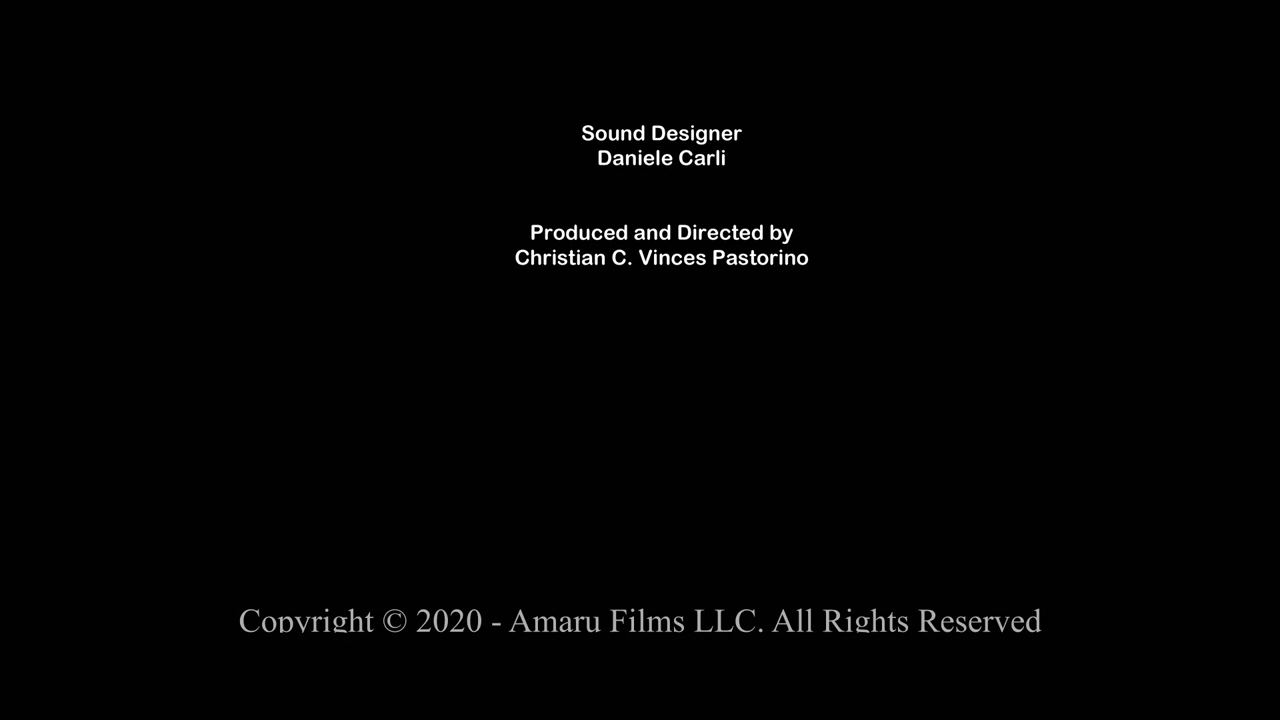 Sound Designer
Daniele Carli
Produced and Directed by
Christian C. Vinces Pastorino
Copyright © 2020 - Amaru Films LLC. All Rights Reserved